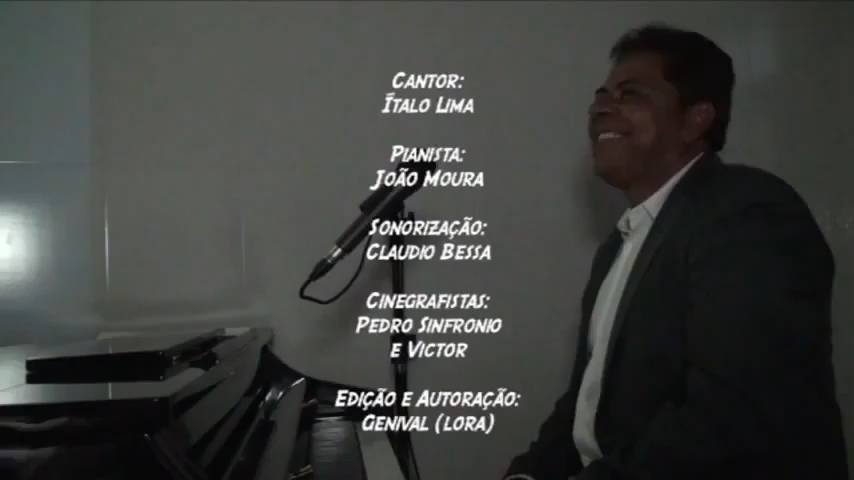 Cantor:
Ítalo Lima
Pianista:
João Moura
Sonorização:
Claudio Bessa
Cinegrafistas:
Pedro Sinfronio
e Victor
Edição e Autoração:
Genival (lora)